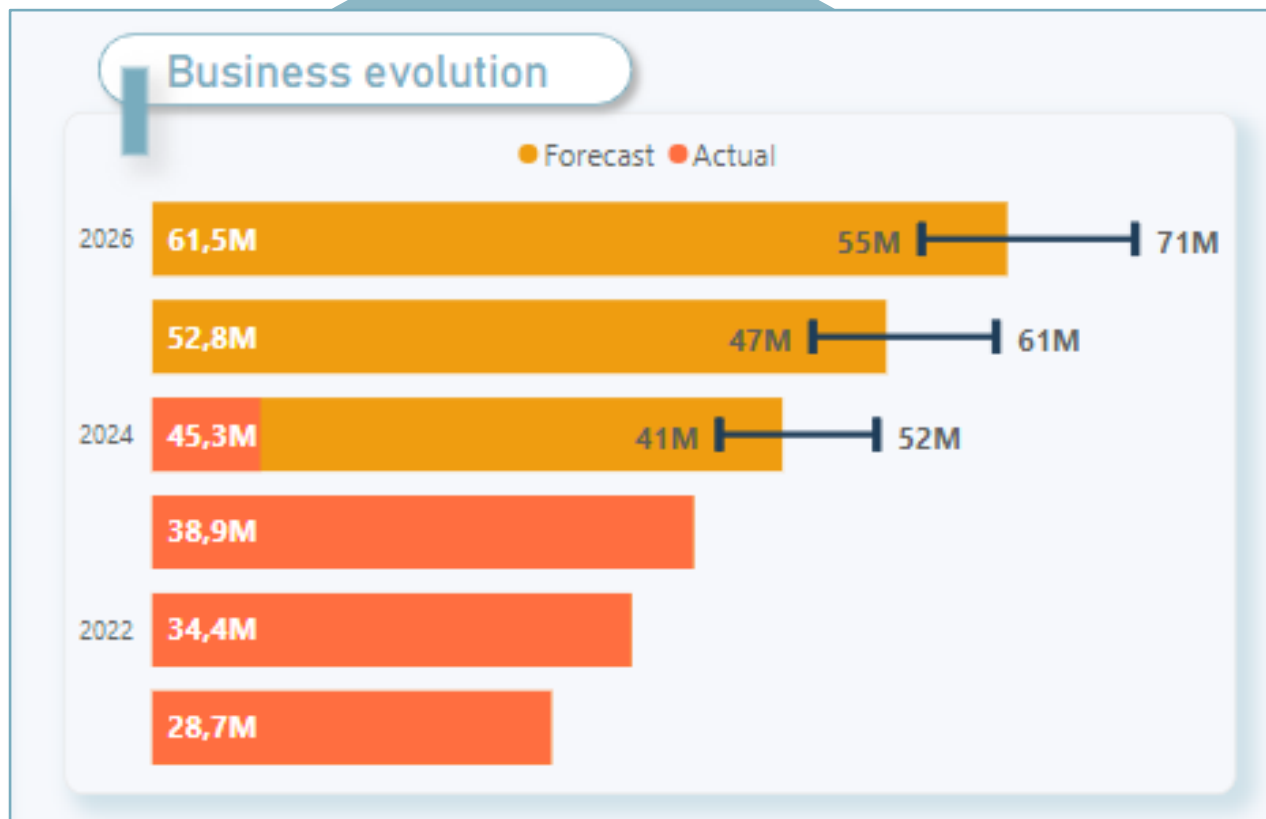 Business evolution
Forecast Actual
2026 61,5M 55M 71M
52,8M 47M 61M
2024 45,3M 41M 52M
38,9M
2022 34,4M
28,7M